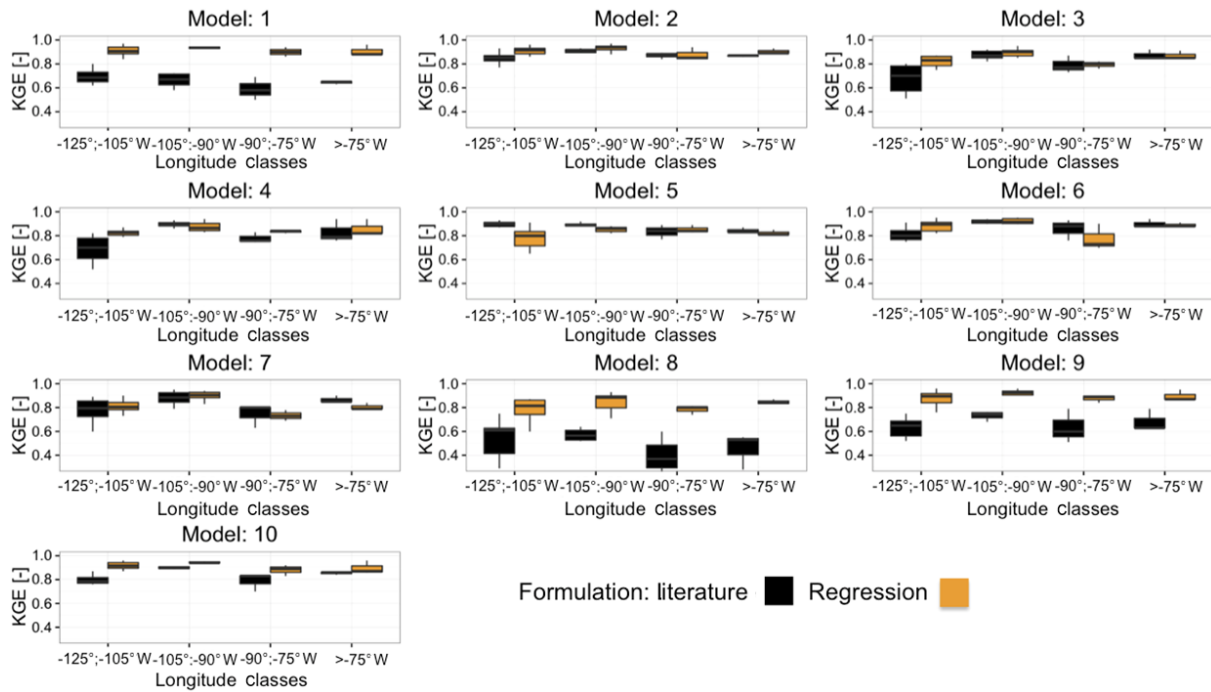 Model: 1
Model: 2
Model: 3
KGE [-]
1.0
0.8
0.6
0.4
-125°;-105° W
-105°:-90° W
-90°;-75° W
>-75° W
Longitude classes
KGE [-]
1.0
0.8
0.6
0.4
-125°;-105° W
-105°:-90° W
-90°;-75° W
>-75° W
Longitude classes
KGE [-]
1.0
0.8
0.6
0.4
-125°;-105° W
-105°:-90° W
-90°;-75° W
>-75° W
Longitude classes
Model: 4
Model: 5
Model: 6
KGE [-]
1.0
0.8
0.6
0.4
-125°;-105° W
-105°:-90° W
-90°;-75° W
>-75° W
Longitude classes
KGE [-]
1.0
0.8
0.6
0.4
-125°;-105° W
-105°:-90° W
-90°;-75° W
>-75° W
Longitude classes
KGE [-]
1.0
0.8
0.6
0.4
-125°;-105° W
-105°:-90° W
-90°;-75° W
>-75° W
Longitude classes
Model: 7
Model: 8
Model: 9
KGE [-]
1.0
0.8
0.6
0.4
-125°;-105° W
-105°:-90° W
-90°;-75° W
>-75° W
Longitude classes
KGE [-]
1.0
0.8
0.6
0.4
-125°;-105° W
-105°:-90° W
-90°;-75° W
>-75° W
Longitude classes
KGE [-]
1.0
0.8
0.6
0.4
-125°;-105° W
-105°:-90° W
-90°;-75° W
>-75° W
Longitude classes
Model: 10
KGE [-]
1.0
0.8
0.6
0.4
-125°;-105° W
-105°:-90° W
-90°;-75° W
>-75° W
Longitude classes
Formulation: literature Regression